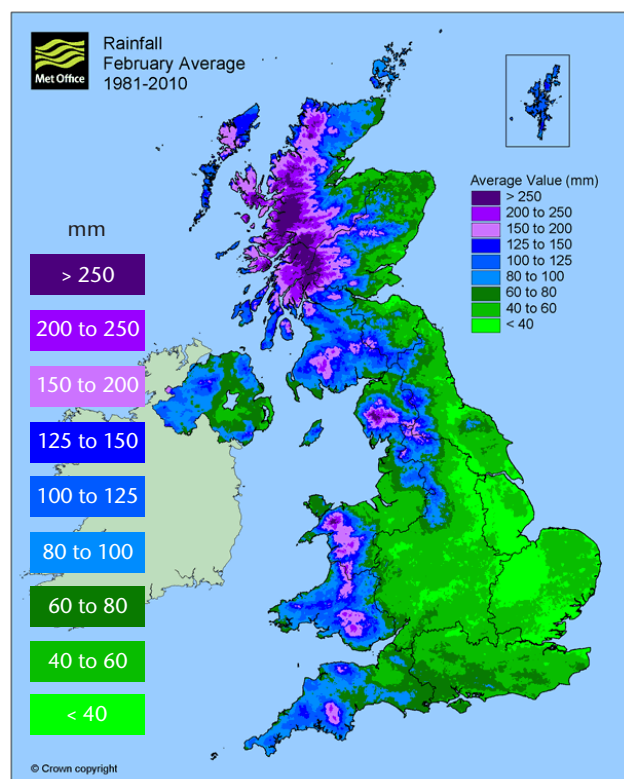 Met Office
Rainfall
February Average
1981-2010
Average Value (mm)
> 250
200 to 250
150 to 200
125 to 150
100 to 125
80 to 100
60 to 80
40 to 60
< 40
mm
> 250
200 to 250
150 to 200
125 to 150
100 to 125
80 to 100
60 to 80
40 to 60
< 40
© Crown copyright